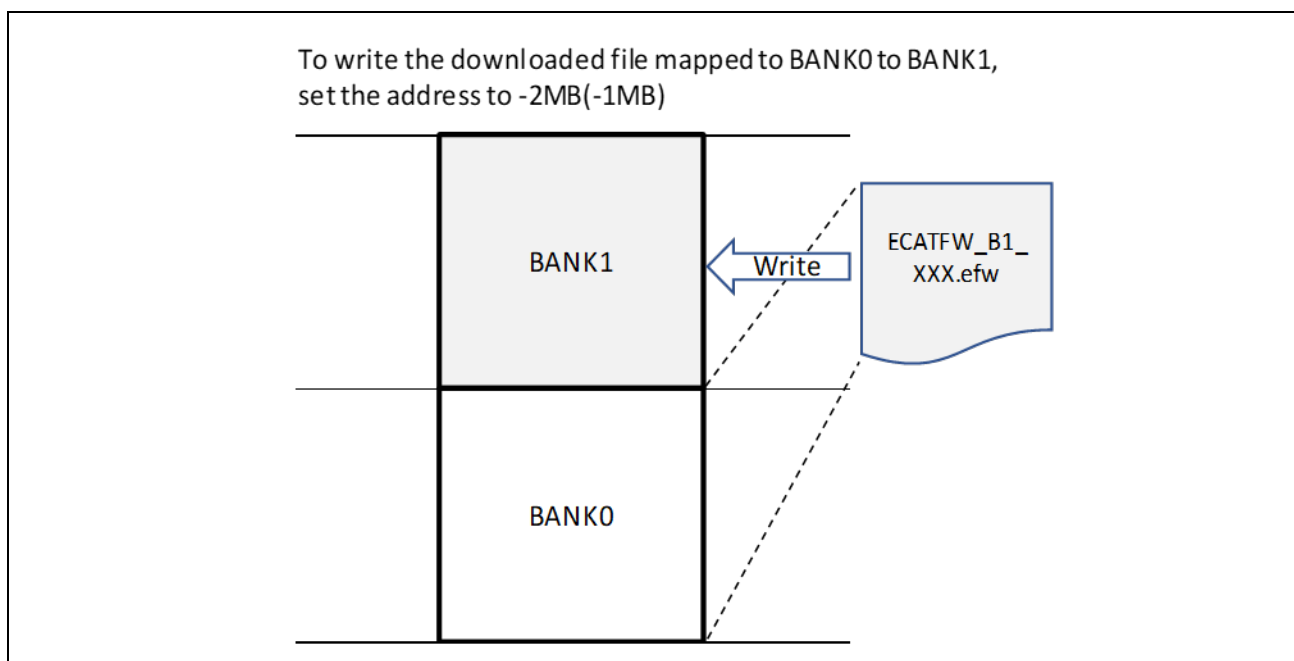 To write the downloaded file mapped to BANK0 to BANK1,
set the address to -2MB(-1MB)
BANK1
Write
ECATFW_B1_
XXX.efw
BANK0